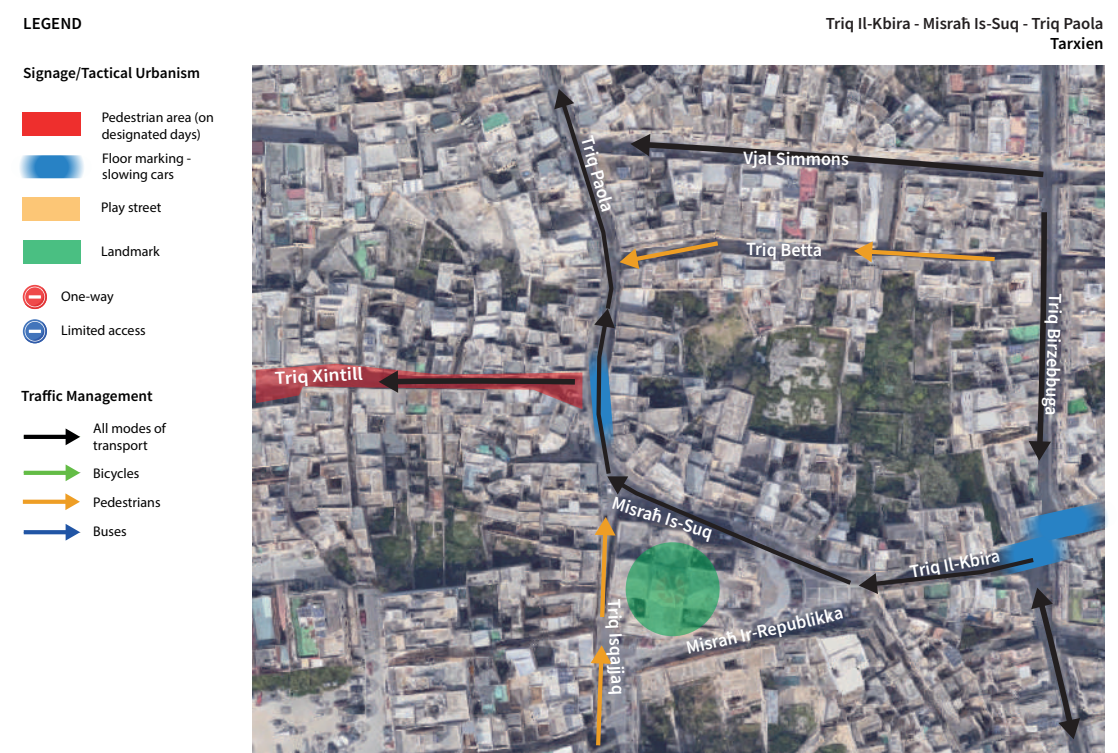 LEGEND
Triq Il-Kbira - Misraħ Is-Suq - Triq Paola
Tarxien
Signage/Tactical Urbanism
Pedestrian area (on
designated days)
Floor marking -
slowing cars
Play street
Landmark
One-way
Limited access
Traffic Management
All modes of
transport
Bicycles
Pedestrians
Buses
Triq Paola
Vjal Simmons
Triq Betta
Triq Birzebbuga
Triq Xintill
Misraħ Is-Suq
Triq Il-Kbira
Triq Isqajjaq
Misraħ Ir-Republikka